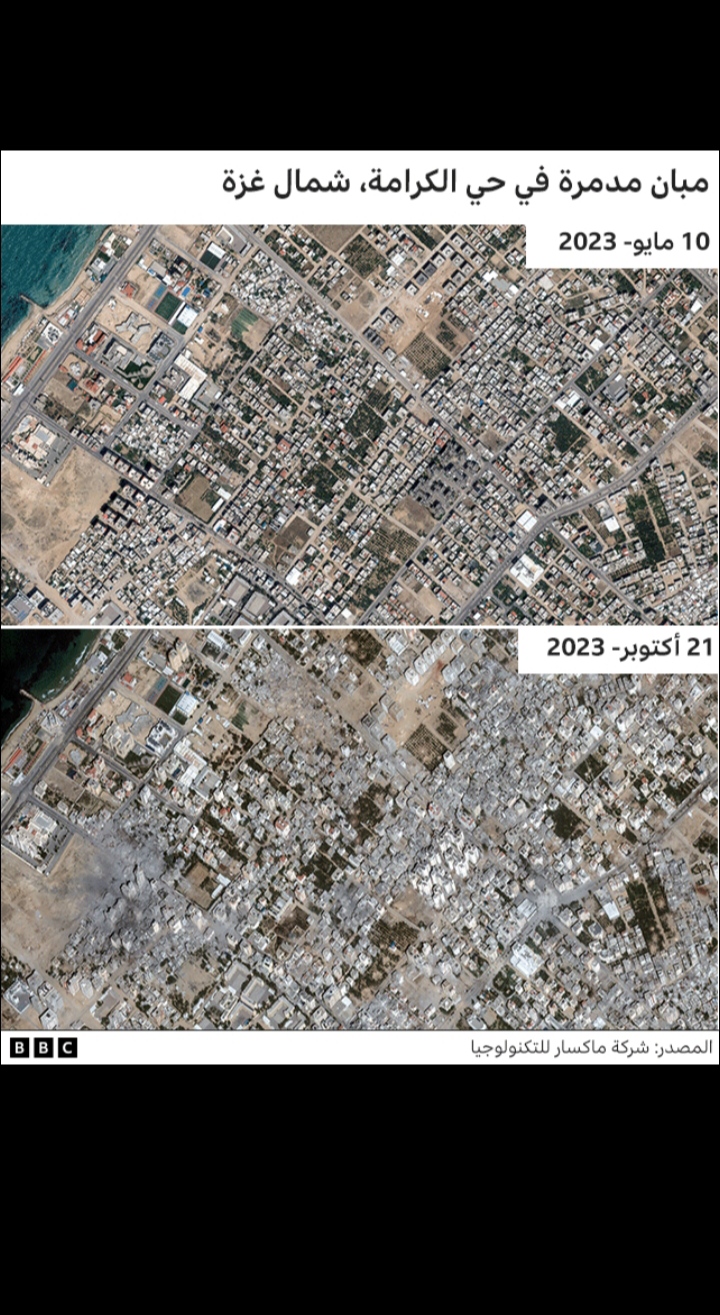 مبان مدمرة في حي الكرامة، شمال غزة
10 مايو- 2023
21 أكتوبر- 2023
المصدر: شركة ماكسار للتكنولوجيا
BBC